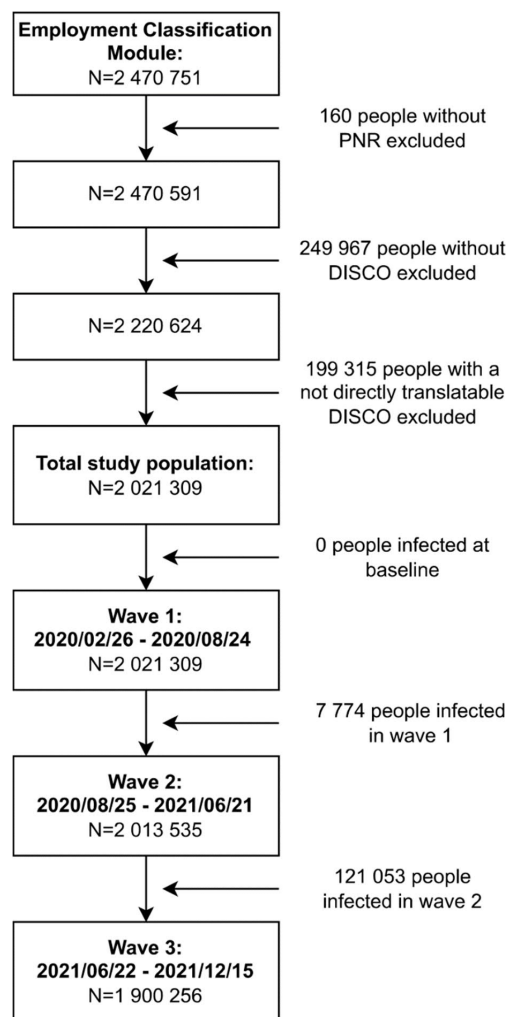 Employment Classification
Module:
N=2 470 751
160 people without
PNR excluded
N=2 470 591
249 967 people without
DISCO excluded
N=2 220 624
199 315 people with a
not directly translatable
DISCO excluded
Total study population:
N=2 021 309
0 people infected at
baseline
Wave 1:
2020/02/26 - 2020/08/24
N=2 021 309
7 774 people infected
in wave 1
Wave 2:
2020/08/25 - 2021/06/21
N=2 013 535
121 053 people
infected in wave 2
Wave 3:
2021/06/22 - 2021/12/15
N=1 900 256